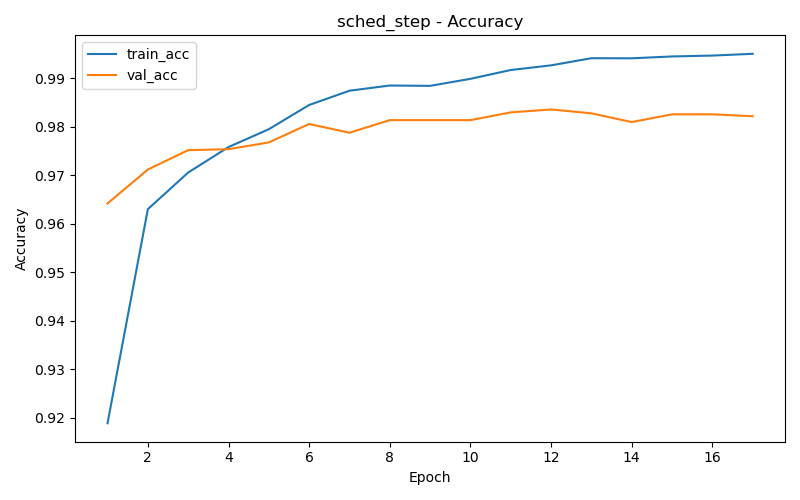 sched_step - Accuracy
train_acc
val_acc
0.99
0.98
0.97
0.96
0.95
0.94
0.93
0.92
Accuracy
2 4 6 8 10 12 14 16
Epoch